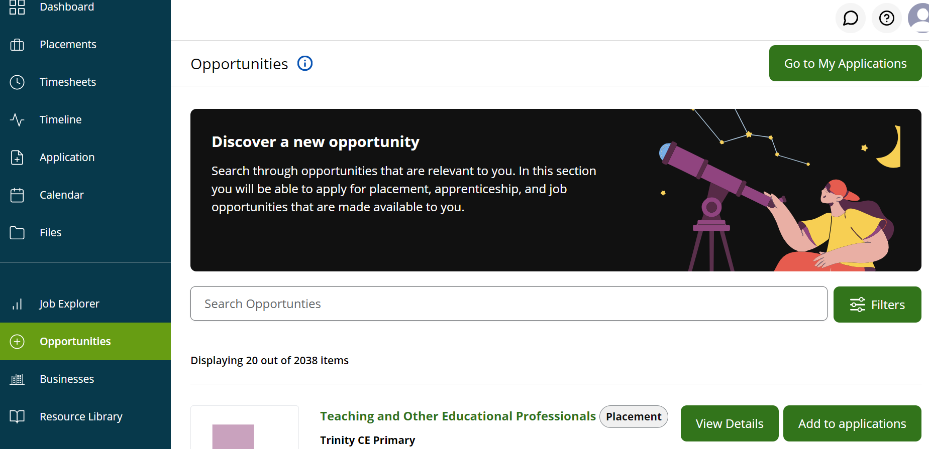 Dashboard
Placements
Timesheets
Timeline
Application
Calendar
Files
Job Explorer
Opportunities
Businesses
Resource Library
Opportunities
Go to My Applications
Discover a new opportunity
Search through opportunities that are relevant to you. In this section
you will be able to apply for placement, apprenticeship, and job
opportunities that are made available to you.
Search Opportunties
Filters
Displaying 20 out of 2038 items
Teaching and Other Educational Professionals Placement
Trinity CE Primary
View Details
Add to applications